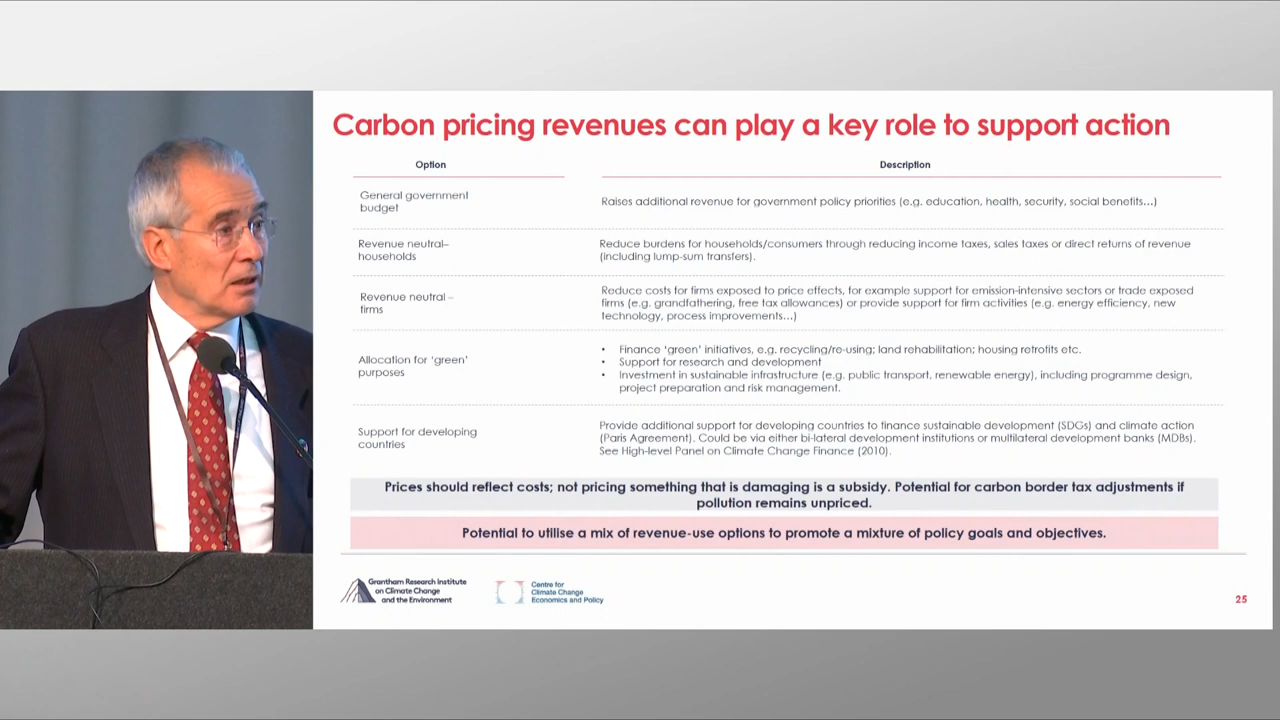 Carbon pricing revenues can play a key role to support action
Option
Description
General government
budget
Raises additional revenue for government policy priorities (e.g. education, health, security, social benefits…)
Revenue neutral–
households
Reduce burdens for households/consumers through reducing income taxes, sales taxes or direct returns of revenue
(including lump-sum transfers).
Revenue neutral –
firms
Reduce costs for firms exposed to price effects, for example support for emission-intensive sectors or trade exposed
firms (e.g. grandfathering, free tax allowances) or provide support for firm activities (e.g. energy efficiency, new
technology, process improvements…)
Allocation for ‘green’
purposes
• Finance ‘green’ initiatives, e.g. recycling/re-using; land rehabilitation; housing retrofits etc.
• Support for research and development
• Investment in sustainable infrastructure (e.g. public transport, renewable energy), including programme design,
project preparation and risk management.
Support for developing
countries
Provide additional support for developing countries to finance sustainable development (SDGs) and climate action
(Paris Agreement). Could be via either bi-lateral development institutions or multilateral development banks (MDBs).
See High-level Panel on Climate Change Finance (2010).
Prices should reflect costs; not pricing something that is damaging is a subsidy. Potential for carbon border tax adjustments if
pollution remains unpriced.
Potential to utilise a mix of revenue-use options to promote a mixture of policy goals and objectives.
Grantham Research Institute
on Climate Change
and the Environment
Centre for
Climate Change
Economics and Policy
25